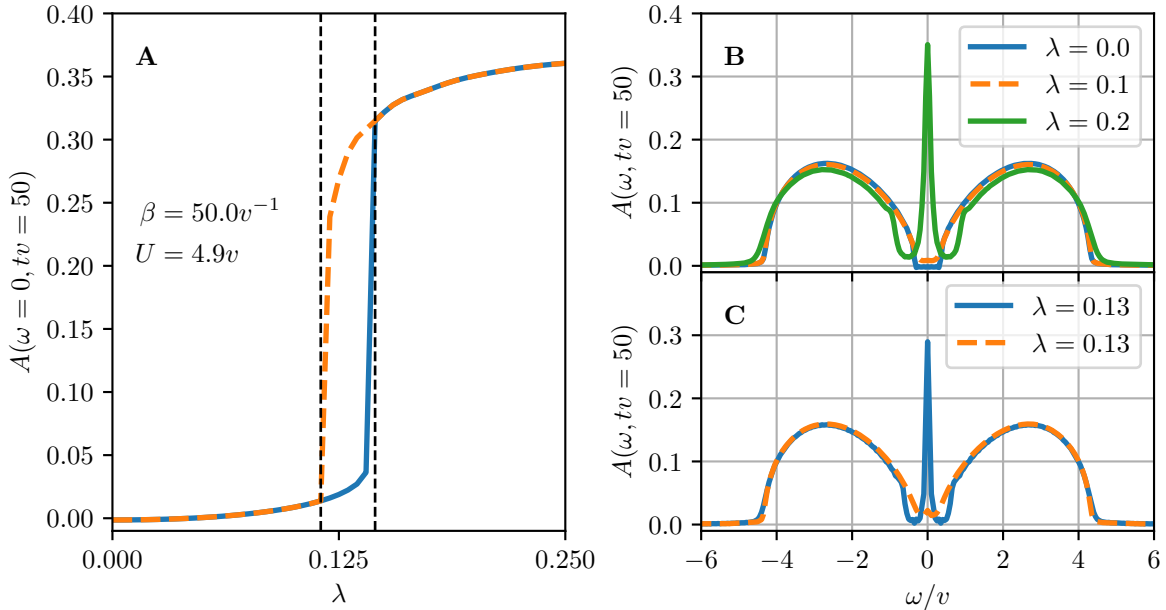 A
β = 50.0v⁻¹
U = 4.9v
A(ω = 0, tv = 50)
0.40
0.35
0.30
0.25
0.20
0.15
0.10
0.05
0.00
0.000
0.125
0.250
λ
B
λ = 0.0
λ = 0.1
λ = 0.2
A(ω, tv = 50)
0.4
0.3
0.2
0.1
0.0
C
λ = 0.13
λ = 0.13
A(ω, tv = 50)
0.3
0.2
0.1
0.0
−6
−4
−2
0
2
4
6
ω/v